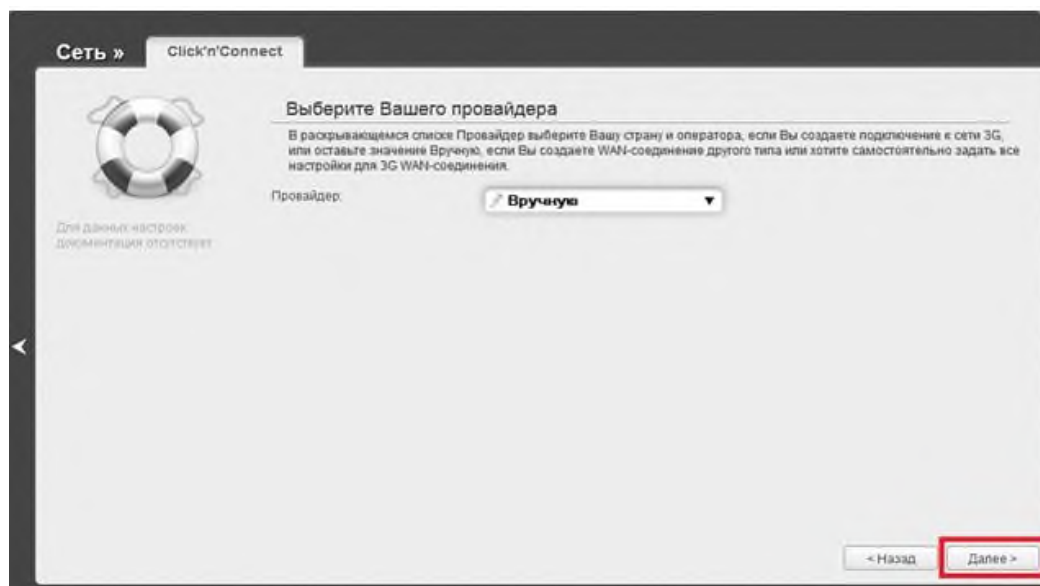 Сеть »
Click'n'Connect
Выберите Вашего провайдера
В раскрывающемся списке Провайдер выберите Вашу страну и оператора, если Вы создаете подключение к сети 3G,
или оставьте значение Вручную, если Вы создаете WAN-соединение другого типа или хотите самостоятельно задать все
настройки для 3G WAN-соединения.
Провайдер:
Вручную
Для данных настроек
документация отсутствует
< Назад
Далее >